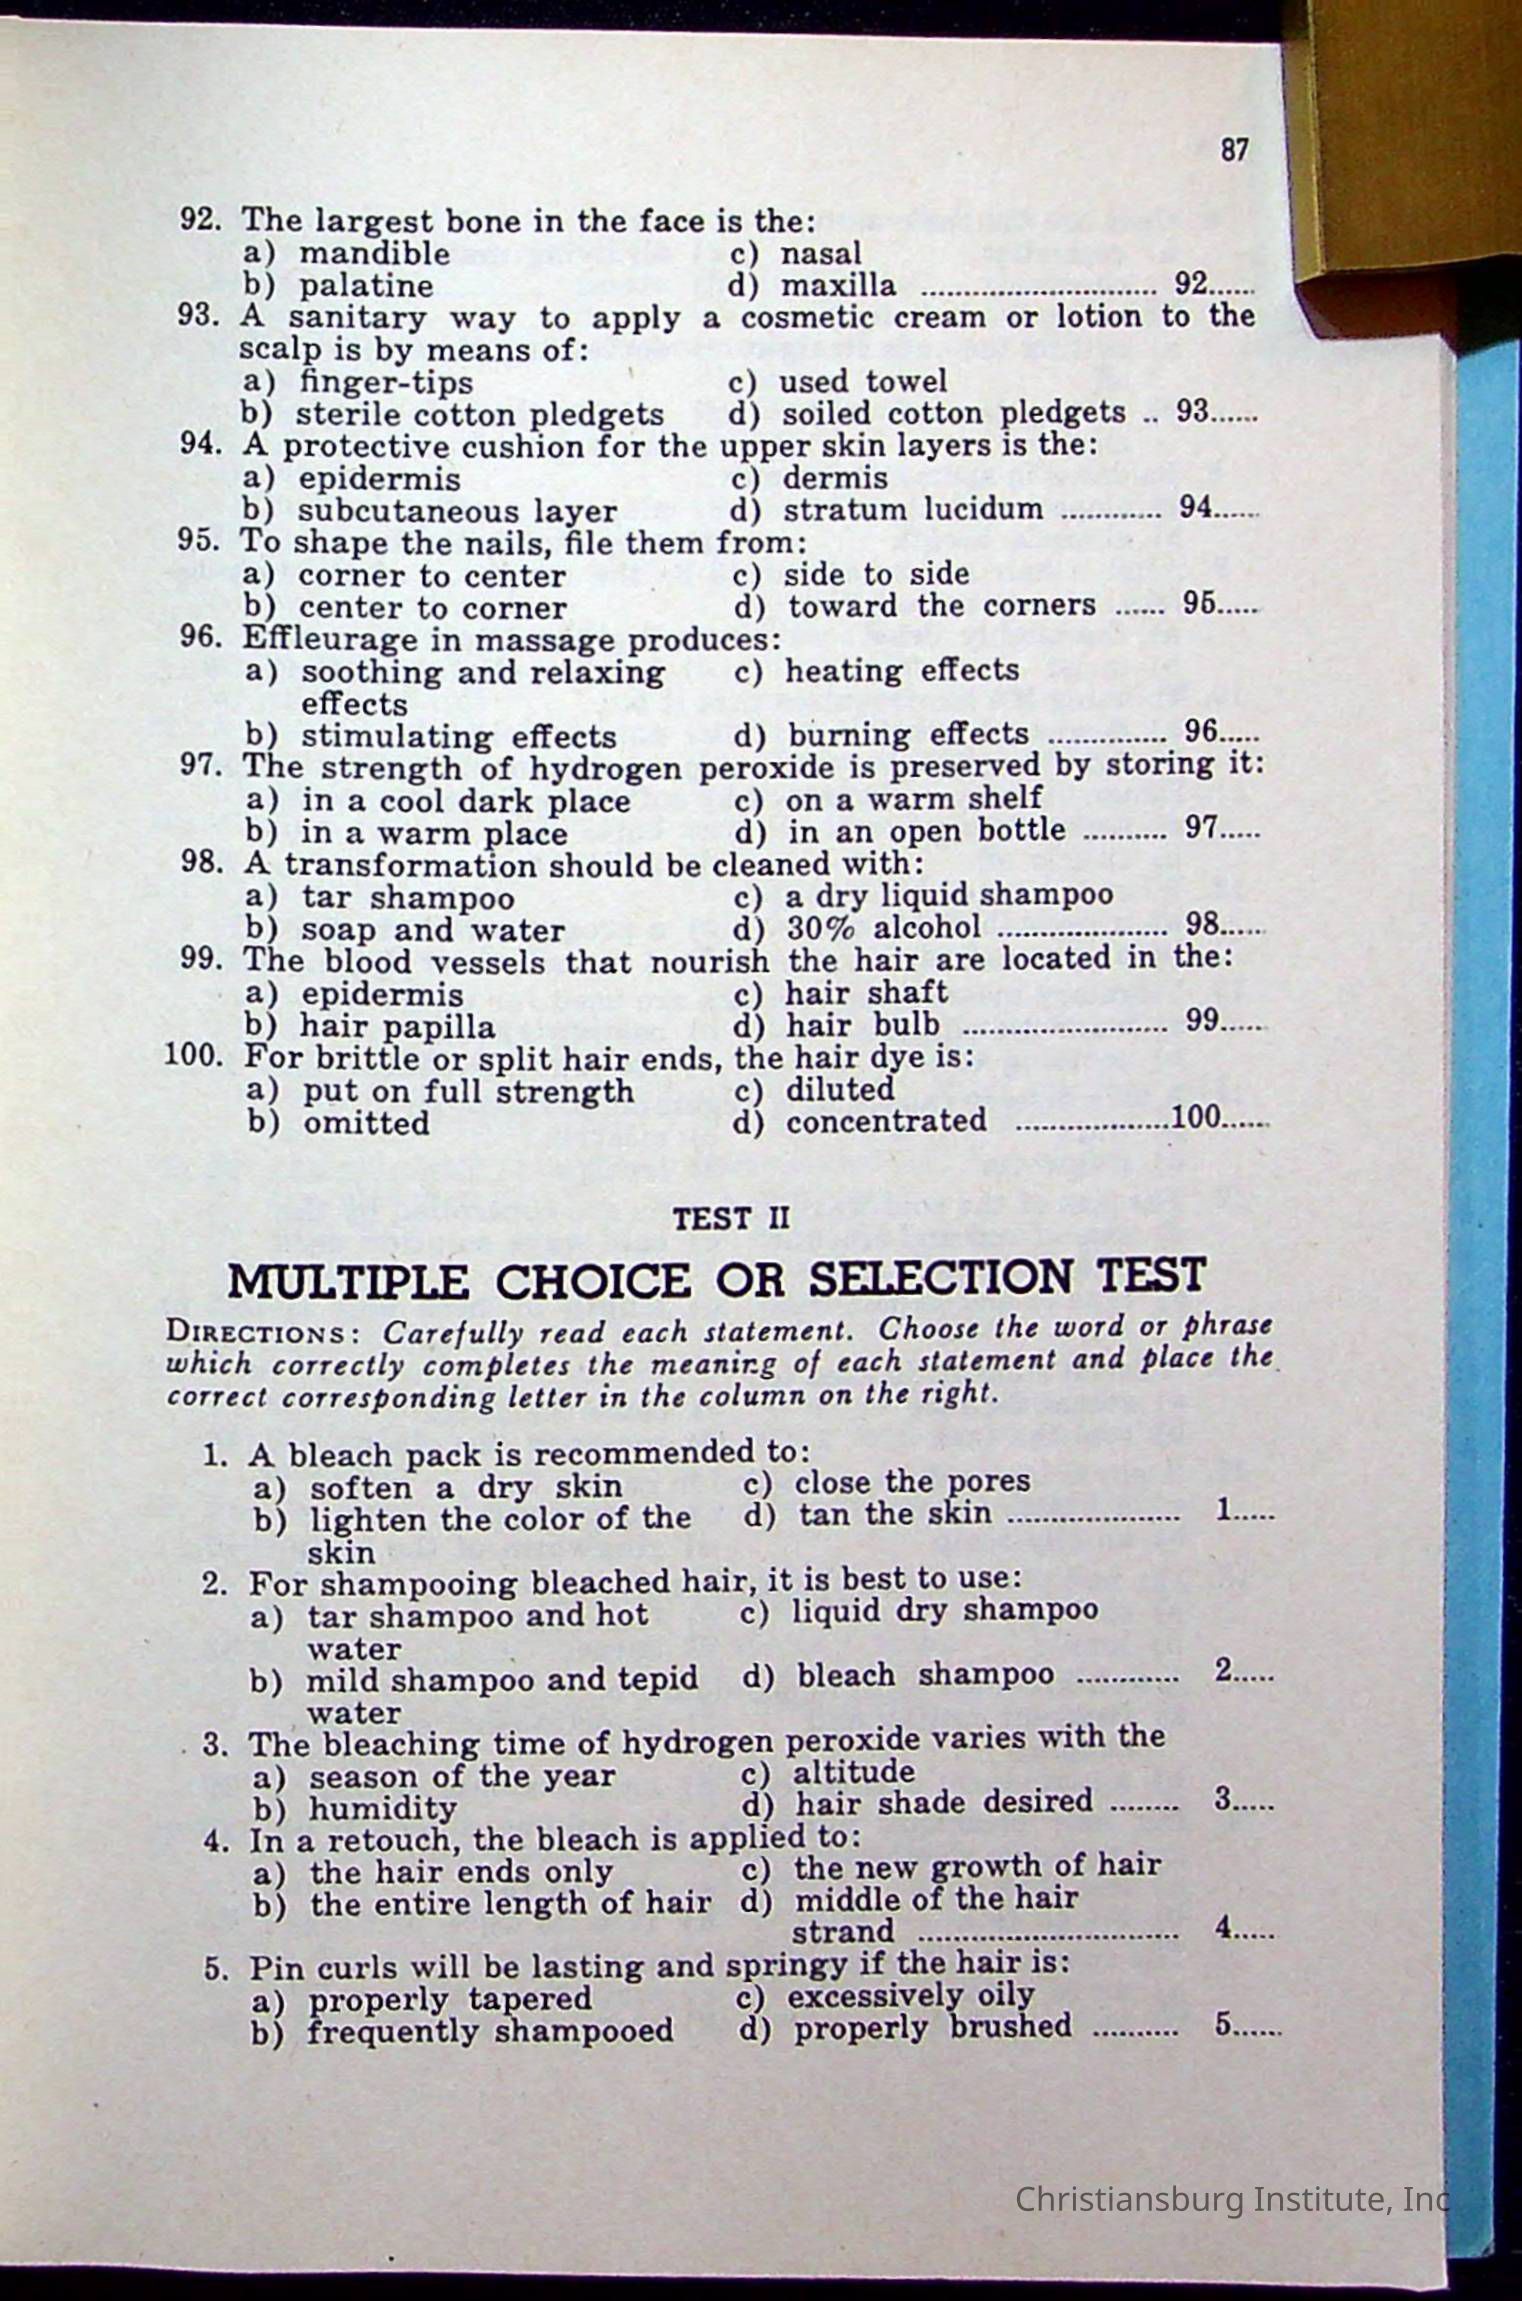 87
92. The largest bone in the face is the:
a) mandible c) nasal
b) palatine d) maxilla ............................ 92......
93. A sanitary way to apply a cosmetic cream or lotion to the
scalp is by means of:
a) finger-tips c) used towel
b) sterile cotton pledgets d) soiled cotton pledgets .. 93......
94. A protective cushion for the upper skin layers is the:
a) epidermis c) dermis
b) subcutaneous layer d) stratum lucidum ............ 94......
95. To shape the nails, file them from:
a) corner to center c) side to side
b) center to corner d) toward the corners ...... 95.....
96. Effleurage in massage produces:
a) soothing and relaxing c) heating effects
effects
b) stimulating effects d) burning effects .............. 96.....
97. The strength of hydrogen peroxide is preserved by storing it:
a) in a cool dark place c) on a warm shelf
b) in a warm place d) in an open bottle .......... 97.....
98. A transformation should be cleaned with:
a) tar shampoo c) a dry liquid shampoo
b) soap and water d) 30% alcohol .................... 98......
99. The blood vessels that nourish the hair are located in the:
a) epidermis c) hair shaft
b) hair papilla d) hair bulb ........................ 99......
100. For brittle or split hair ends, the hair dye is:
a) put on full strength c) diluted
b) omitted d) concentrated ..................100......
TEST II
MULTIPLE CHOICE OR SELECTION TEST
DIRECTIONS: Carefully read each statement. Choose the word or phrase
which correctly completes the meaning of each statement and place the
correct corresponding letter in the column on the right.
1. A bleach pack is recommended to:
a) soften a dry skin c) close the pores
b) lighten the color of the d) tan the skin .................... 1.....
skin
2. For shampooing bleached hair, it is best to use:
a) tar shampoo and hot c) liquid dry shampoo
water
b) mild shampoo and tepid d) bleach shampoo ............ 2.....
water
3. The bleaching time of hydrogen peroxide varies with the
a) season of the year c) altitude
b) humidity d) hair shade desired ........ 3.....
4. In a retouch, the bleach is applied to:
a) the hair ends only c) the new growth of hair
b) the entire length of hair d) middle of the hair
strand .............................. 4.....
5. Pin curls will be lasting and springy if the hair is:
a) properly tapered c) excessively oily
b) frequently shampooed d) properly brushed .......... 5......
Christiansburg Institute, Inc